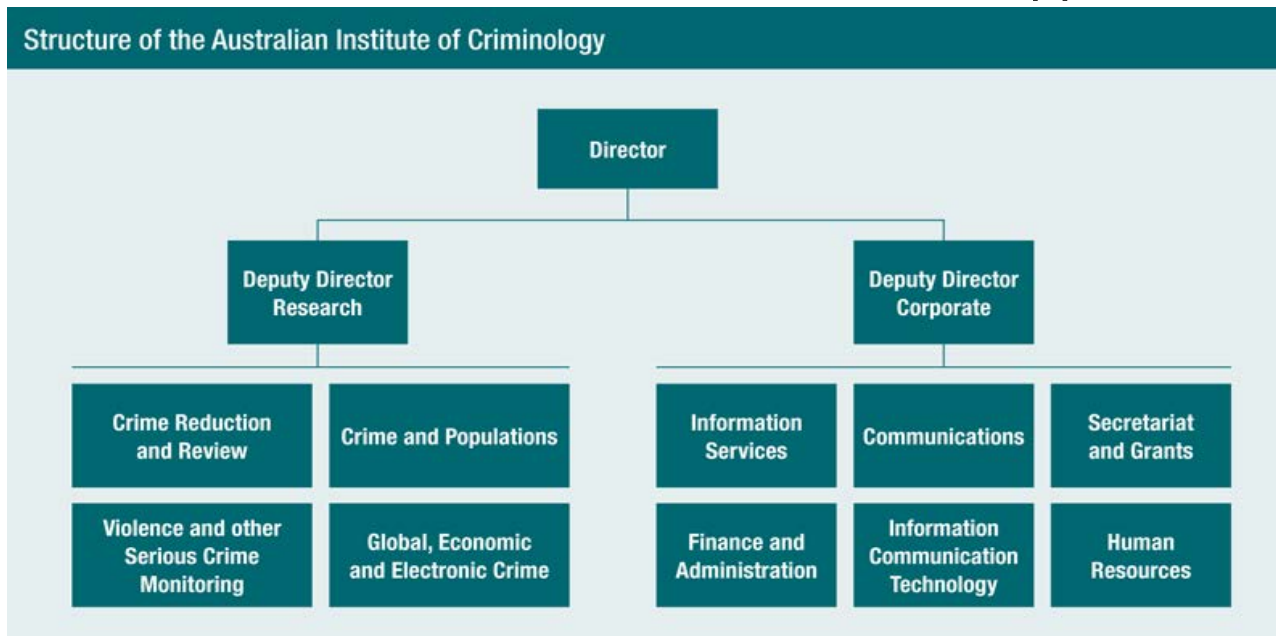 Structure of the Australian Institute of Criminology
Director
Deputy Director
Research
Deputy Director
Corporate
Crime Reduction
and Review
Crime and Populations
Information
Services
Communications
Secretariat
and Grants
Violence and other
Serious Crime
Monitoring
Global, Economic
and Electronic Crime
Finance and
Administration
Information
Communication
Technology
Human
Resources